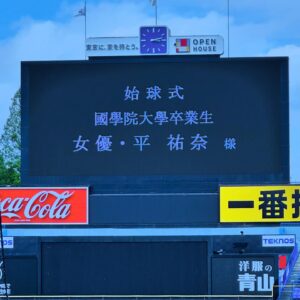 東京に、家を持とう。
OPEN HOUSE
始球式
國學院大學卒業生
女優・平 祐奈 様
Coca-Cola
一番搾
TEKNOS
TEKNOS
洋服の
青山